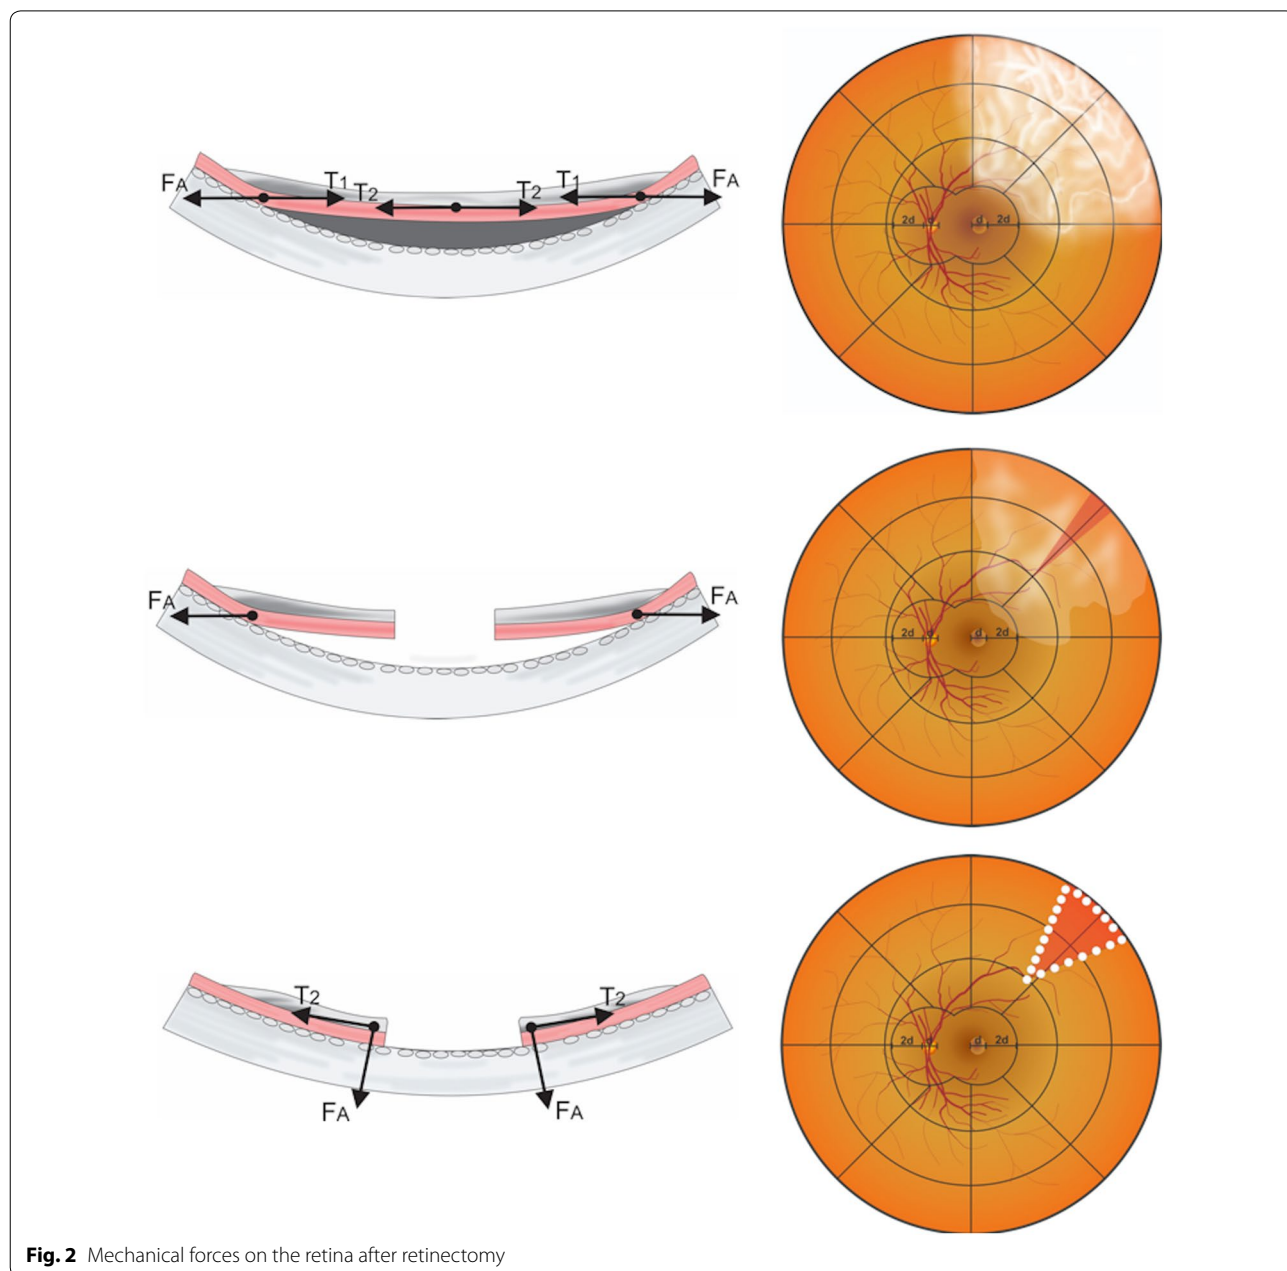 FA T1 T2 T2 T1 FA
2d d d 2d
FA FA
2d d d 2d
T2 T2
FA FA
2d d d 2d
Fig. 2 Mechanical forces on the retina after retinectomy